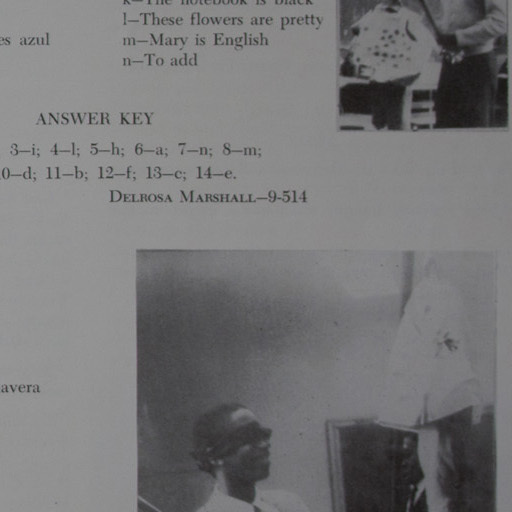 k—The notebook is black
l—These flowers are pretty
es azul
m—Mary is English
n—To add
ANSWER KEY
3—i; 4—l; 5—h; 6—a; 7—n; 8—m;
0—d; 11—b; 12—f; 13—c; 14—e.
DELROSA MARSHALL—9-514
avera